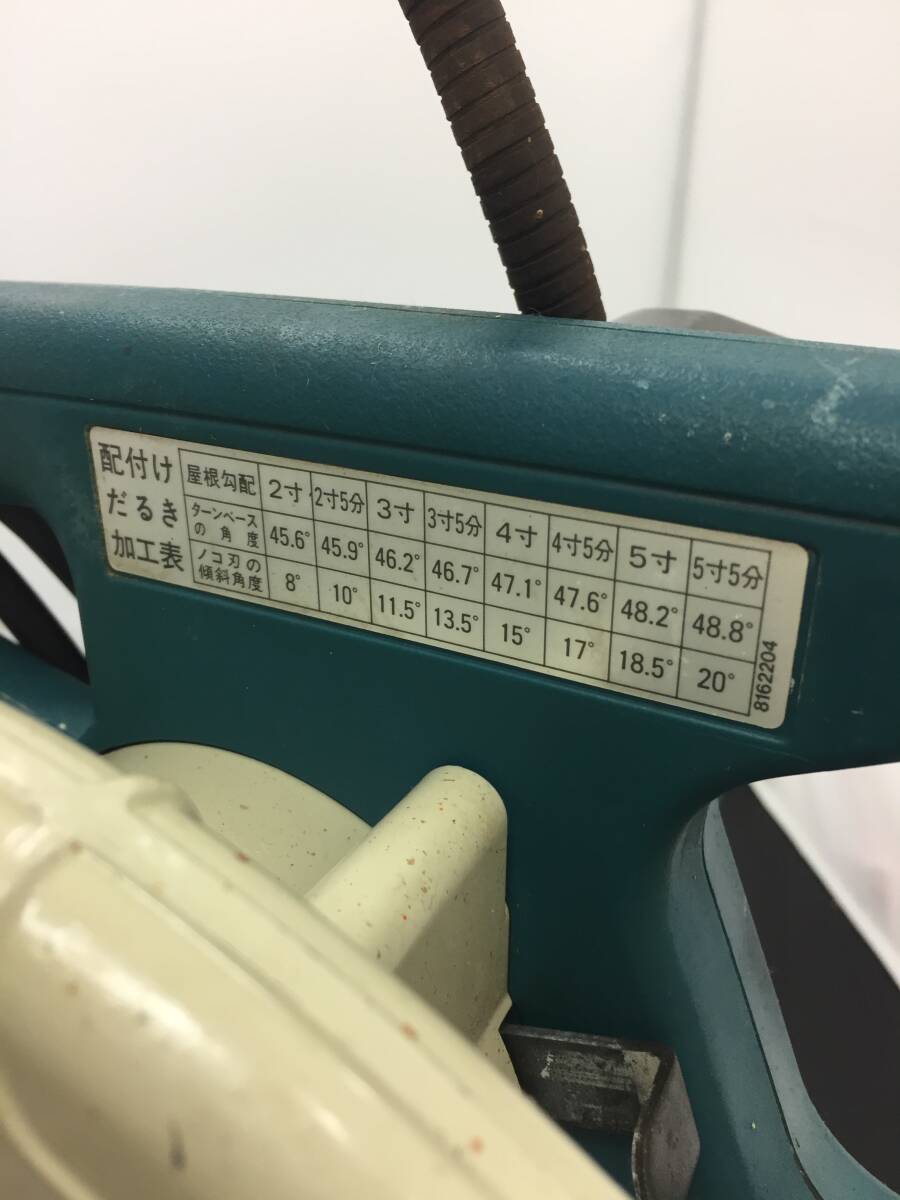 配付け
だるき
加工表
屋根勾配 2寸 2寸5分 3寸 3寸5分 4寸 4寸5分 5寸 5寸5分
ターンベース
の角度 45.6° 45.9° 46.2° 46.7° 47.1° 47.6° 48.2° 48.8°
ノコ刃の
傾斜角度 8° 10° 11.5° 13.5° 15° 17° 18.5° 20°
8162204